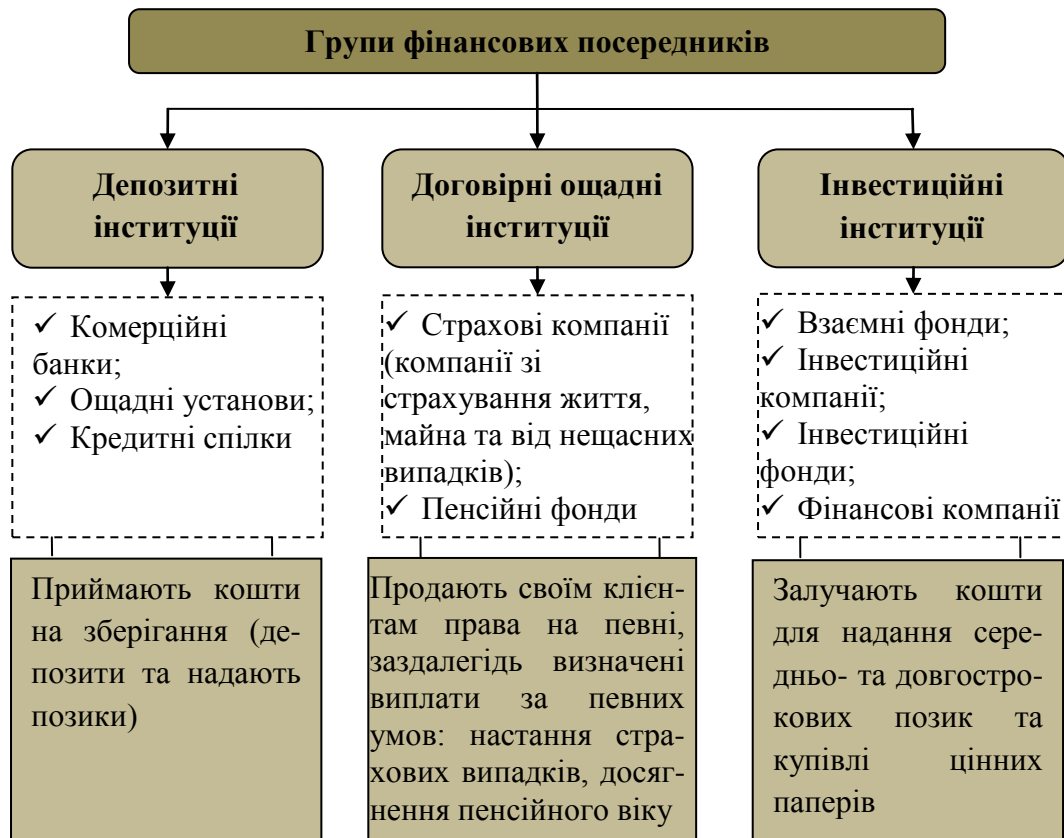 Групи фінансових посередників
Депозитні
інституції
Договірні ощадні
інституції
Інвестиційні
інституції
✓ Комерційні
банки;
✓ Ощадні установи;
✓ Кредитні спілки
✓ Страхові компанії
(компанії зі
страхування життя,
майна та від нещасних
випадків);
✓ Пенсійні фонди
✓ Взаємні фонди;
✓ Інвестиційні
компанії;
✓ Інвестиційні
фонди;
✓ Фінансові компанії
Приймають кошти
на зберігання (де-
позити та надають
позики)
Продають своїм клієн-
там права на певні,
заздалегідь визначені
виплати за певних
умов: настання стра-
хових випадків, досяг-
нення пенсійного віку
Залучають кошти
для надання серед-
дньо- та довгостро-
кових позик та
купівлі цінних
паперів